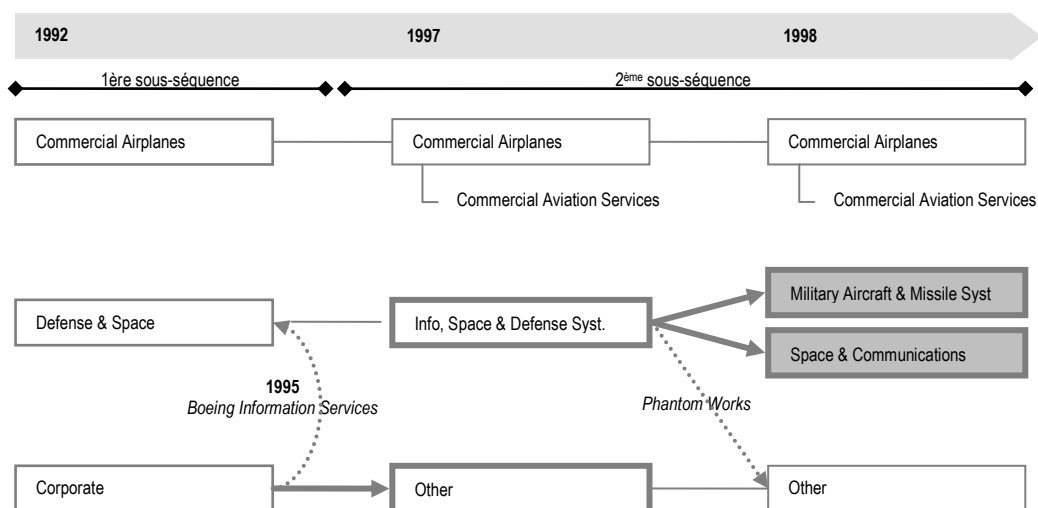 1992 1997 1998
1ère sous-séquence 2ème sous-séquence
Commercial Airplanes Commercial Airplanes Commercial Airplanes
Commercial Aviation Services Commercial Aviation Services
Military Aircraft & Missile Syst
Defense & Space Info, Space & Defense Syst.
Space & Communications
1995
Boeing Information Services Phantom Works
Corporate Other Other